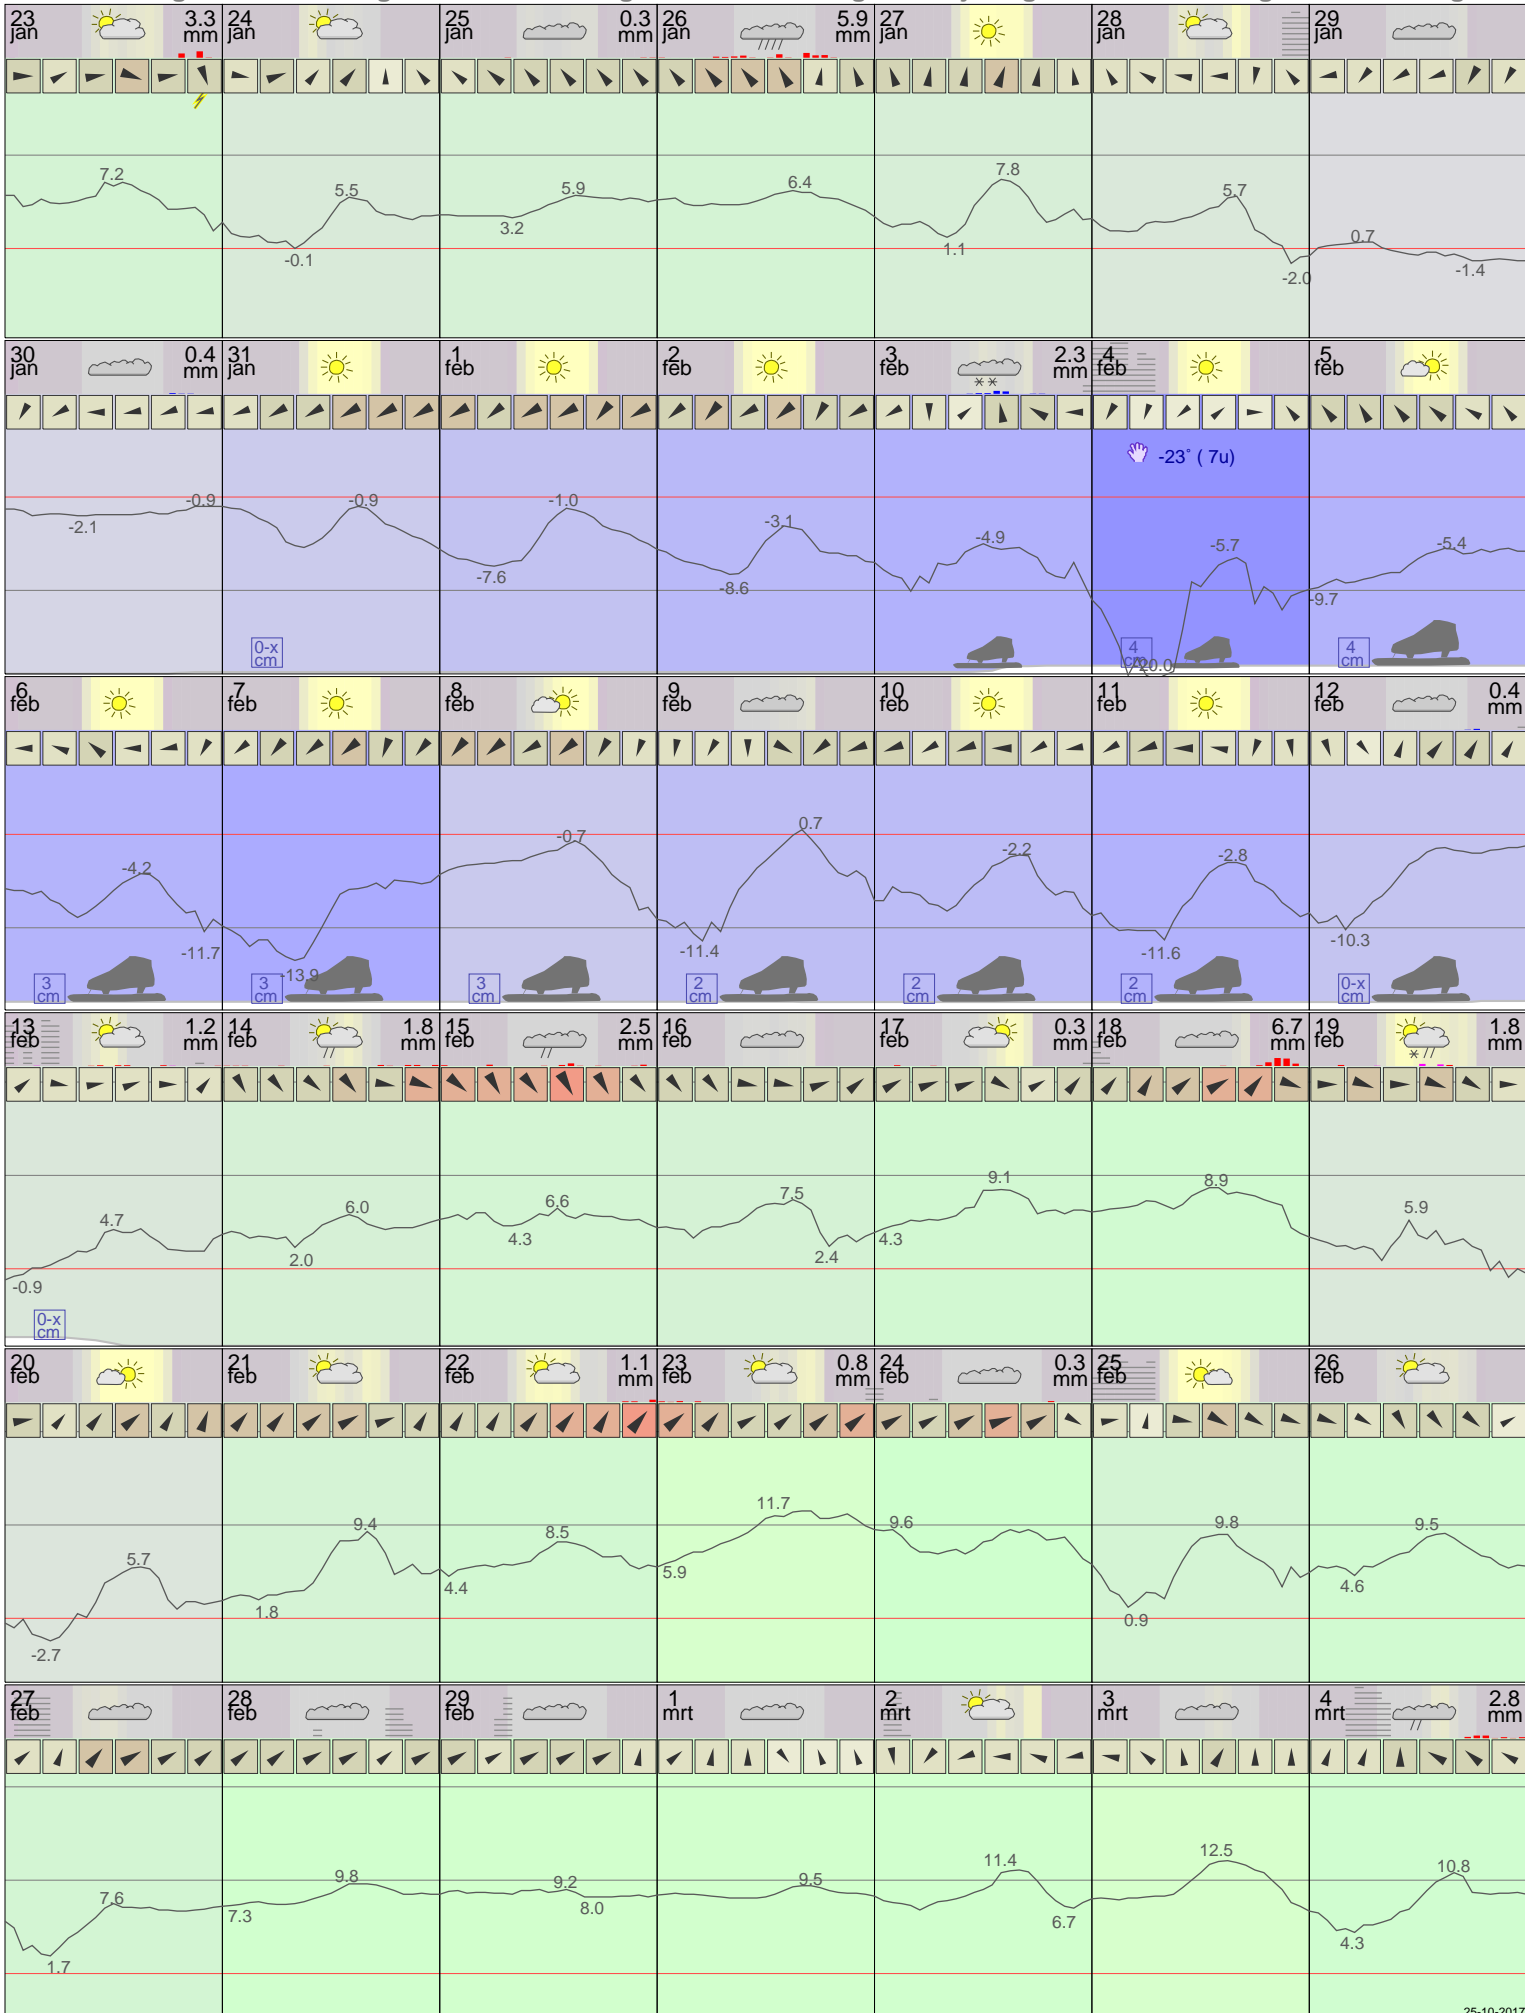 23 jan 3.3 mm 24 jan 25 jan 0.3 mm 26 jan 5.9 mm 27 jan 28 jan 29 jan
7.2 5.5 5.9 6.4 7.8 5.7 0.7
-0.1 3.2 1.1 -2.0 -1.4
30 jan 0.4 mm 31 jan 1 feb 2 feb 3 feb 2.3 mm 4 feb 5 feb
-23° ( 7u)
-0.9 -0.9 -1.0 -3.1 -4.9 -5.7 -5.4
-2.1 -7.6 -8.6 -20.0 -9.7
0-x cm 4 cm 4 cm
6 feb 7 feb 8 feb 9 feb 10 feb 11 feb 12 feb 0.4 mm
-4.2 -0.7 0.7 -2.2 -2.8
-11.7 -13.9 -11.4 -11.6 -10.3
3 cm 3 cm 3 cm 2 cm 2 cm 2 cm 0-x cm
13 feb 1.2 mm 14 feb 1.8 mm 15 feb 2.5 mm 16 feb 17 feb 0.3 mm 18 feb 6.7 mm 19 feb 1.8 mm
4.7 6.0 6.6 7.5 9.1 8.9 5.9
-0.9 2.0 4.3 2.4 4.3
0-x cm
20 feb 21 feb 22 feb 1.1 mm 23 feb 0.8 mm 24 feb 0.3 mm 25 feb 26 feb
5.7 9.4 8.5 11.7 9.6 9.8 9.5
-2.7 1.8 4.4 5.9 0.9 4.6
27 feb 28 feb 29 feb 1 mrt 2 mrt 3 mrt 4 mrt 2.8 mm
7.6 9.8 9.2 9.5 11.4 12.5 10.8
1.7 7.3 8.0 6.7 4.3
25-10-2017